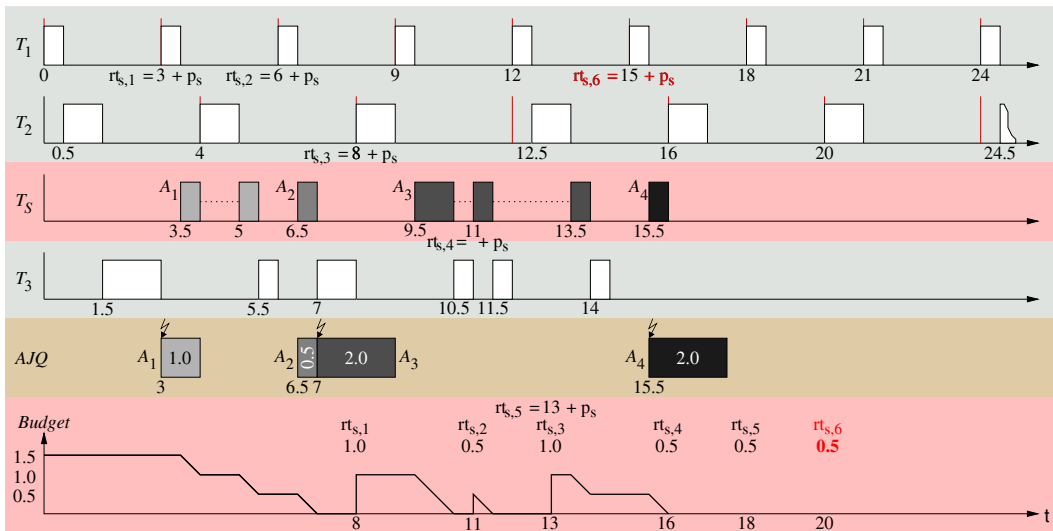 T1
0 3 6 9 12 15 18 21 24
rts,1 = 3 + ps rts,2 = 6 + ps rts,6 = 15 + ps
T2
0.5 4 8 12.5 16 20 24.5
rts,3 = 8 + ps
TS A1 A2 A3 A4
3.5 5 6.5 9.5 11 13.5 15.5
rts,4 = + ps
T3
1.5 5.5 7 10.5 11.5 14
AJQ A1 1.0 A2 0.5 2.0 A3 A4 2.0
3 6.5 7 15.5
rts,5 = 13 + ps
Budget rts,1 rts,2 rts,3 rts,4 rts,5 rts,6
1.0 0.5 1.0 0.5 0.5 0.5
1.5
1.0
0.5
8 11 13 16 18 20 t